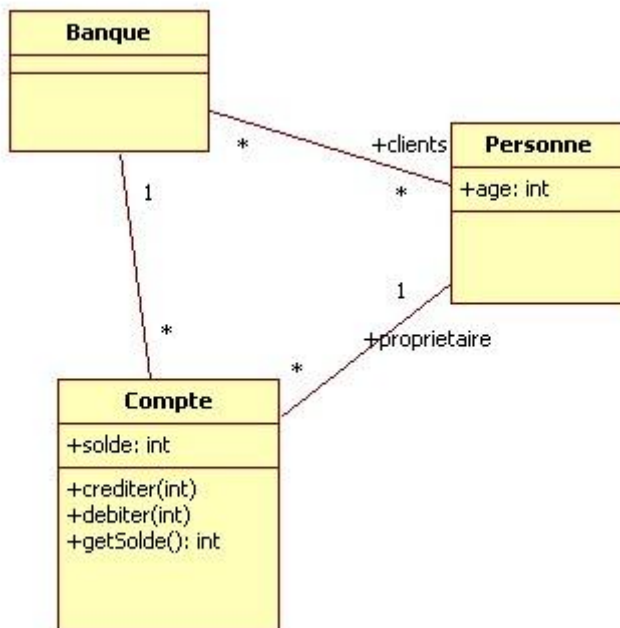 Banque
*
+clients
*
Personne
+age: int
1
*
1
+proprietaire
*
Compte
+solde: int
+crediter(int)
+debiter(int)
+getSolde(): int